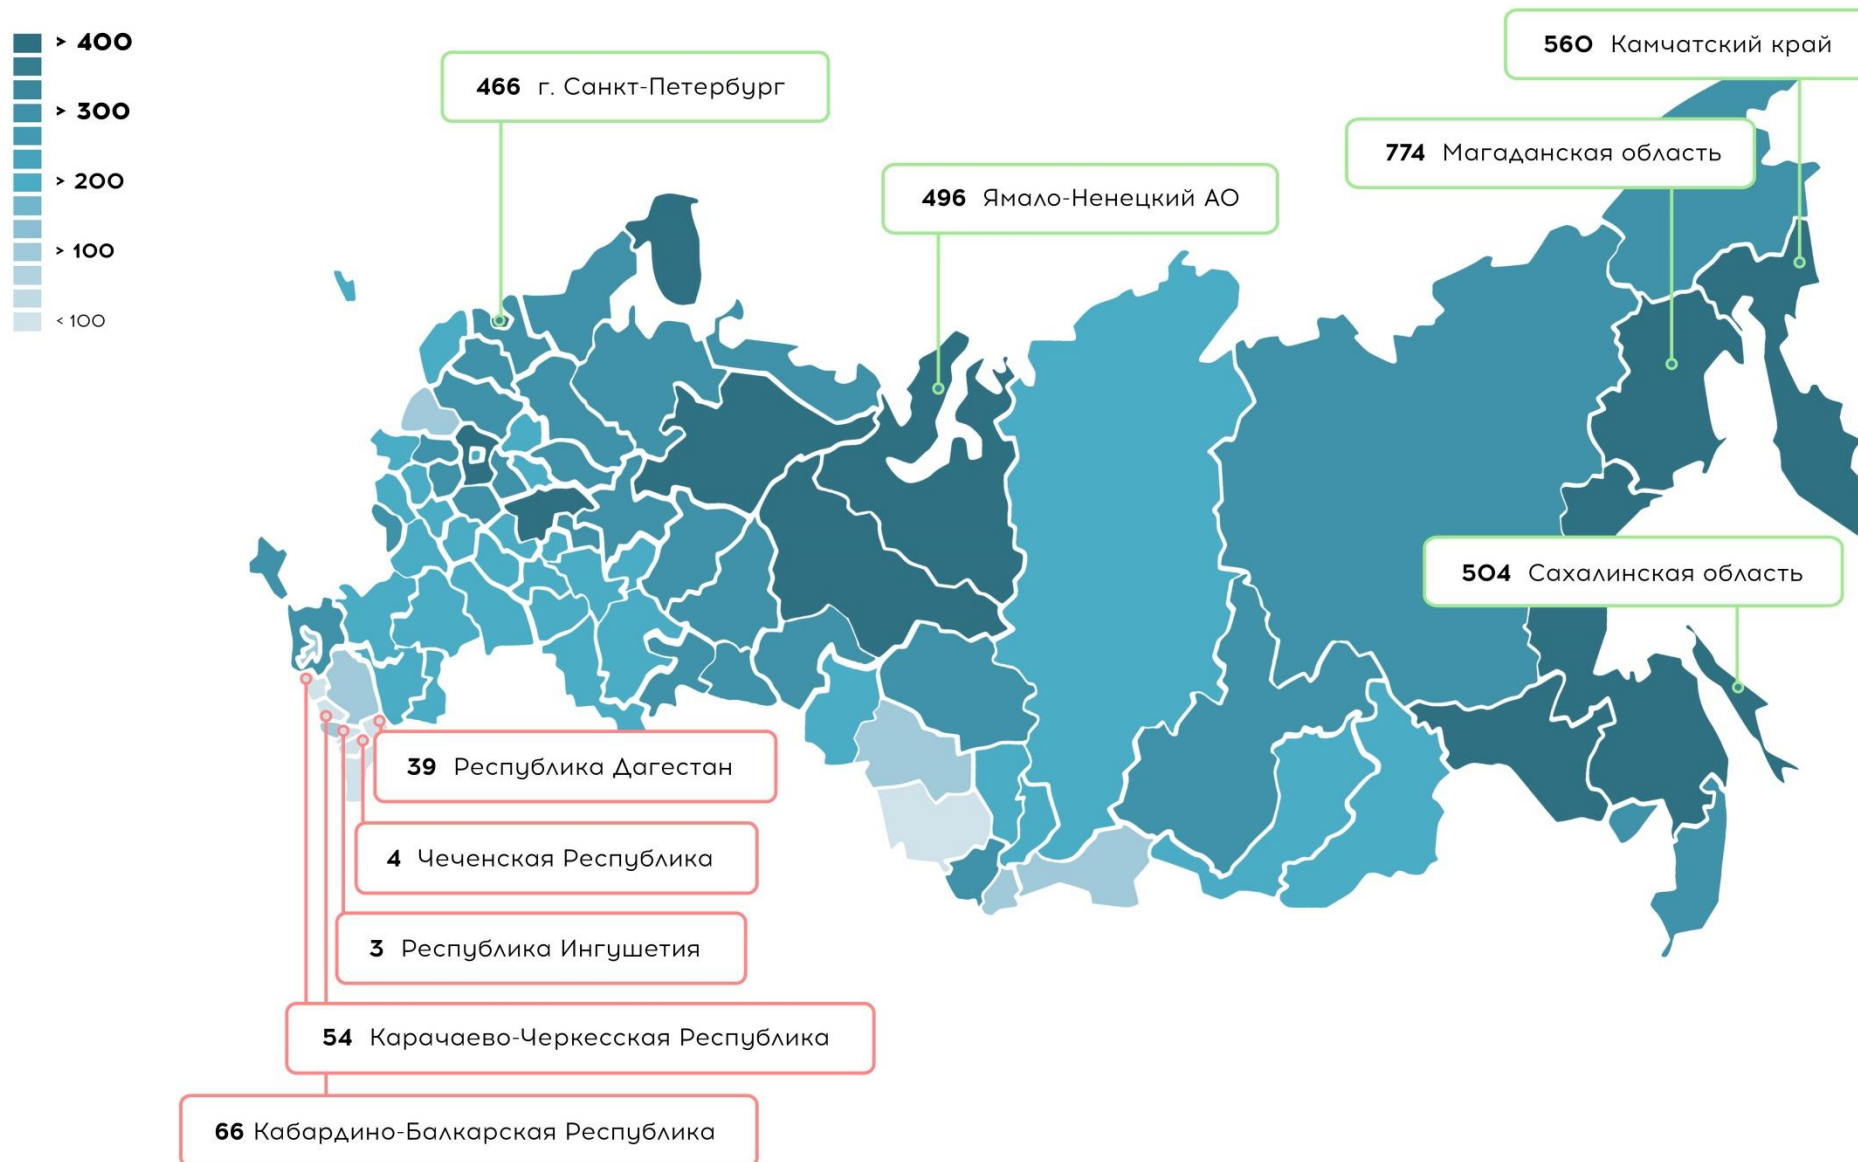 > 400
> 300
> 200
> 100
< 100
560 Камчатский край
466 г. Санкт-Петербург
774 Магаданская область
496 Ямало-Ненецкий АО
504 Сахалинская область
39 Республика Дагестан
4 Чеченская Республика
3 Республика Ингушетия
54 Карачаево-Черкесская Республика
66 Кабардино-Балкарская Республика